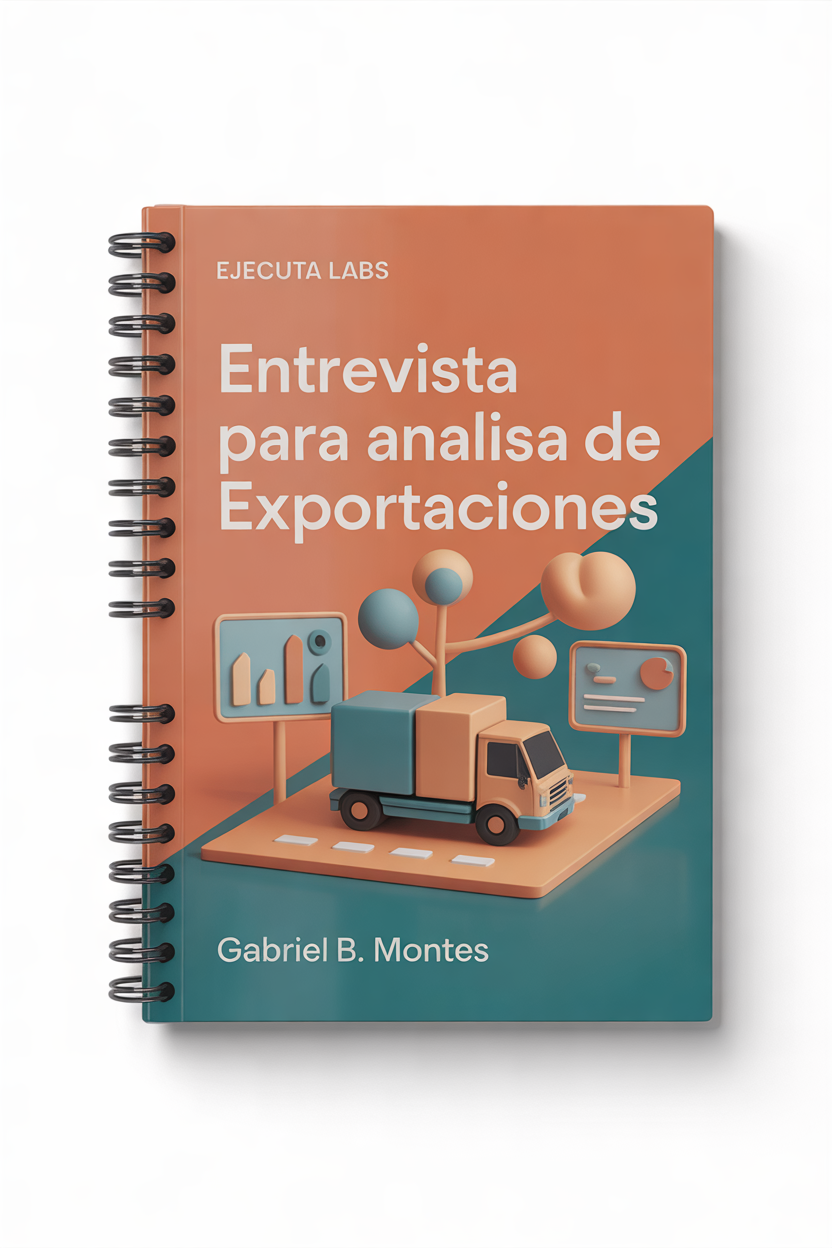 EJECUTA LABS
Entrevista
para analisa de
Exportaciones
Gabriel B. Montes